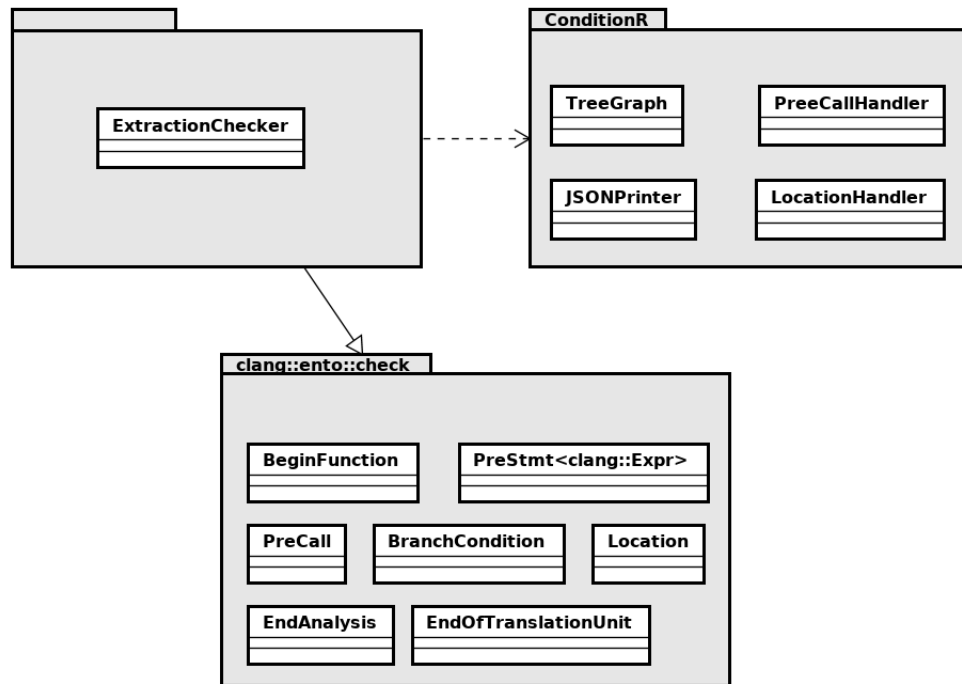 ConditionR
ExtractionChecker
TreeGraph
PreeCallHandler
JSONPrinter
LocationHandler
clang::ento::check
BeginFunction
PreStmt<clang::Expr>
PreCall
BranchCondition
Location
EndAnalysis
EndOfTranslationUnit